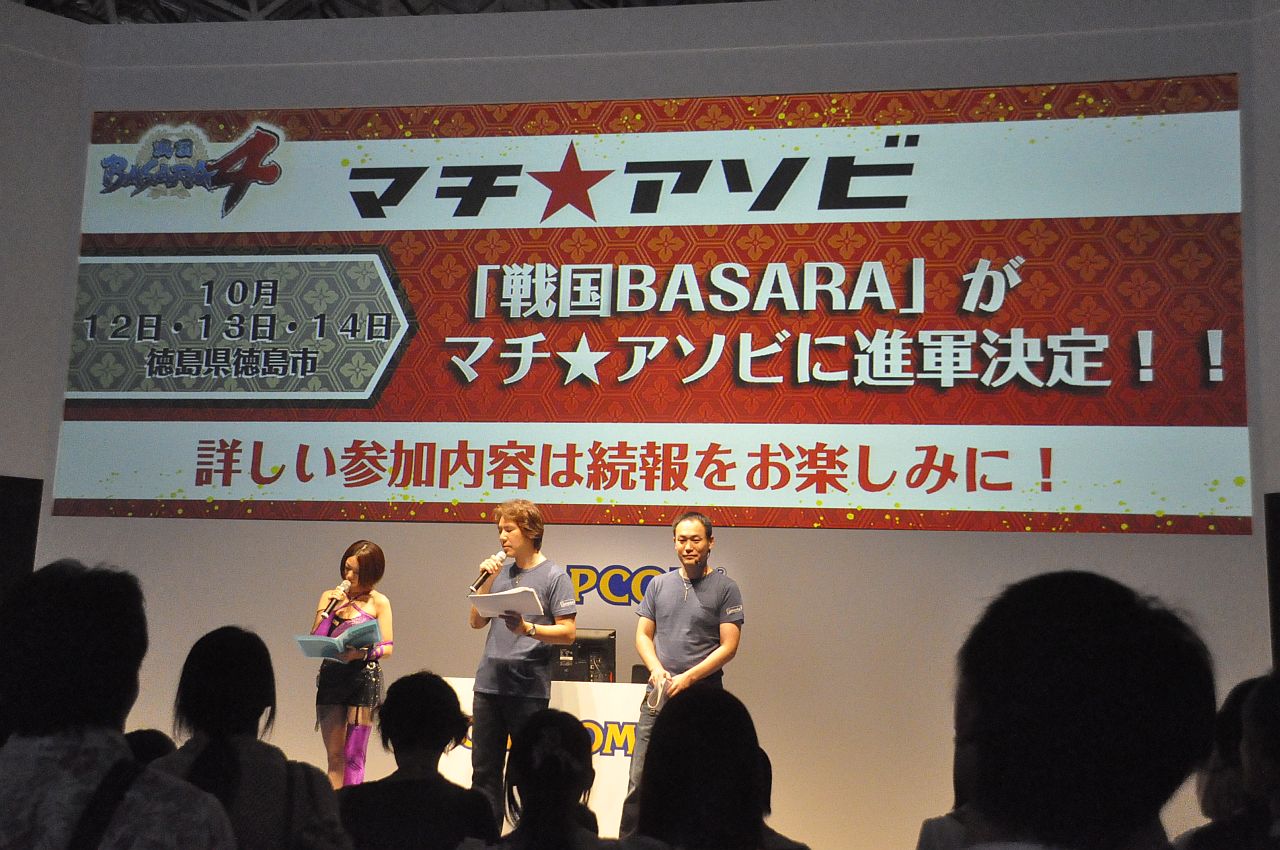 戦国
BASARA4
マチ★アソビ
10月
12日・13日・14日
徳島県徳島市
「戦国BASARA」が
マチ★アソビに進軍決定！！
詳しい参加内容は続報をお楽しみに！
PCO
OM